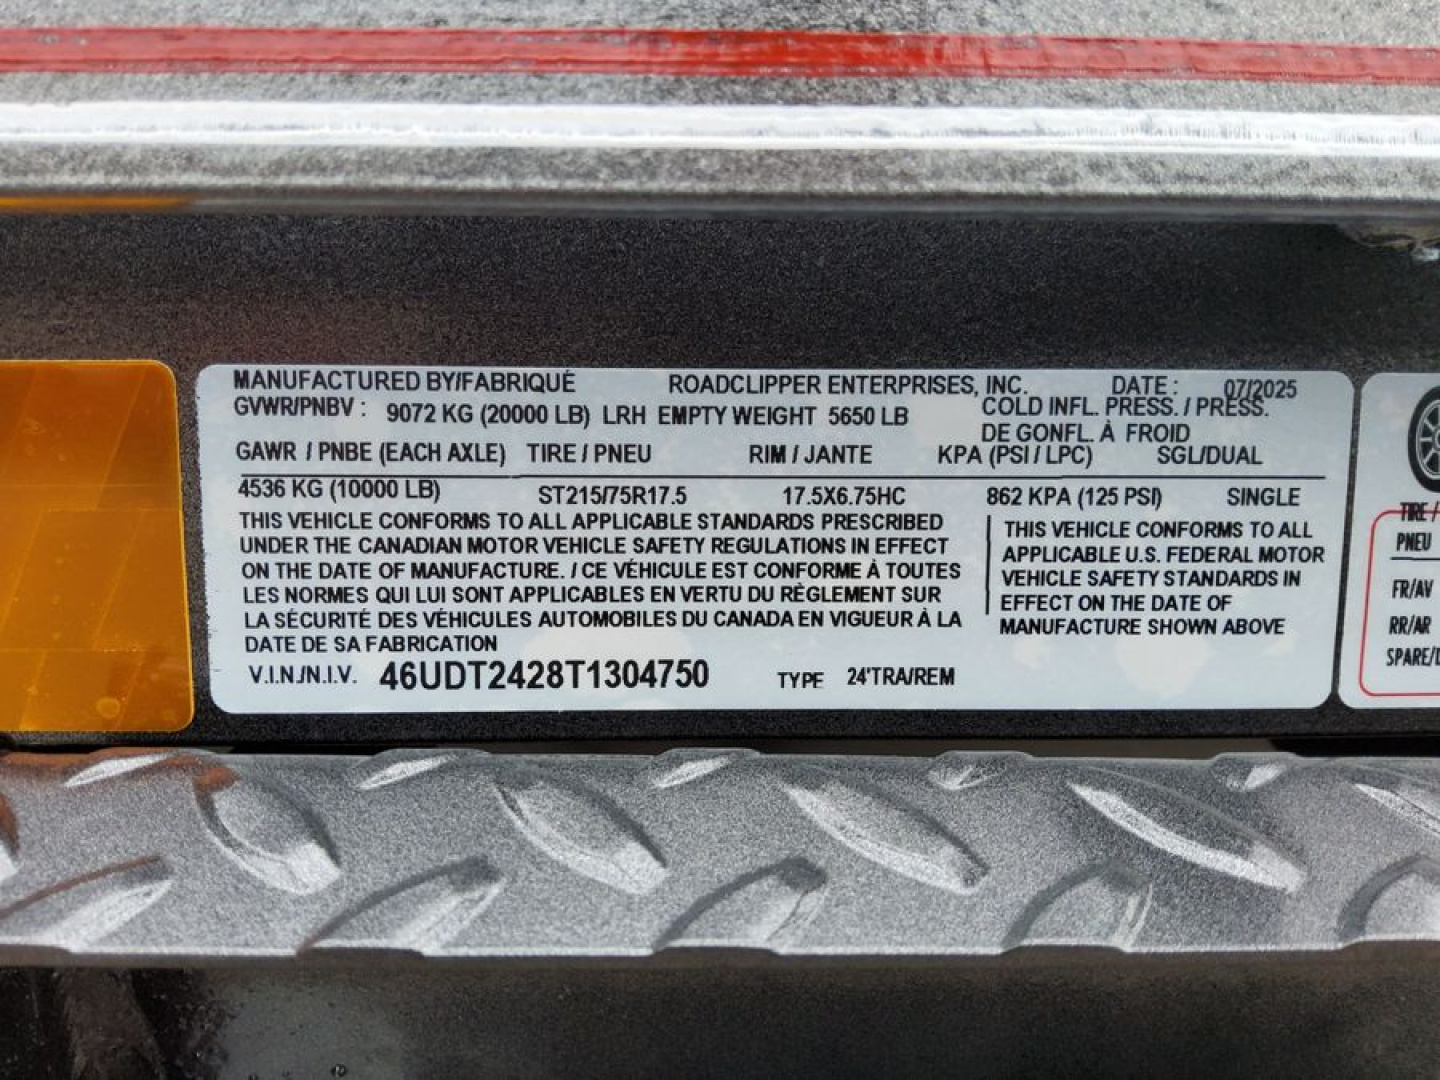 MANUFACTURED BY/FABRIQUÉ ROADCLIPPER ENTERPRISES, INC. DATE : 07/2025
GVWR/PNBV : 9072 KG (20000 LB) LRH EMPTY WEIGHT 5650 LB COLD INFL. PRESS. / PRESS.
DE GONFL. À FROID
GAWR / PNBE (EACH AXLE) TIRE / PNEU RIM / JANTE KPA (PSI / LPC) SGL/DUAL
4536 KG (10000 LB) ST215/75R17.5 17.5X6.75HC 862 KPA (125 PSI) SINGLE
THIS VEHICLE CONFORMS TO ALL APPLICABLE STANDARDS PRESCRIBED
UNDER THE CANADIAN MOTOR VEHICLE SAFETY REGULATIONS IN EFFECT
ON THE DATE OF MANUFACTURE. / CE VÉHICULE EST CONFORME À TOUTES
LES NORMES QUI LUI SONT APPLICABLES EN VERTU DU RÈGLEMENT SUR
LA SÉCURITÉ DES VÉHICULES AUTOMOBILES DU CANADA EN VIGUEUR À LA
DATE DE SA FABRICATION
THIS VEHICLE CONFORMS TO ALL
APPLICABLE U.S. FEDERAL MOTOR
VEHICLE SAFETY STANDARDS IN
EFFECT ON THE DATE OF
MANUFACTURE SHOWN ABOVE
V.I.N./N.I.V. 46UDT2428T1304750 TYPE 24'TRA/REM
TIRE /
PNEU
FR/AV
RR/AR
SPARE/